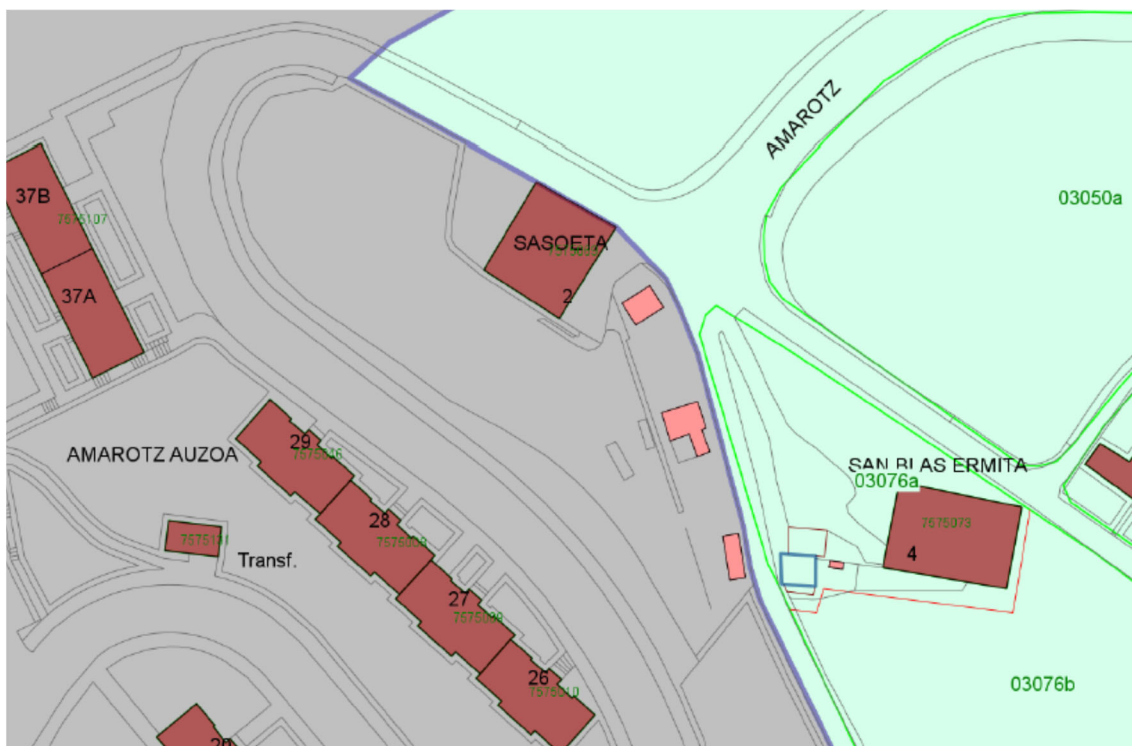 AMAROTZ
37B
7575107
03050a
SASOETA
37A
2
29
AMAROTZ AUZOA
SAN BLAS ERMITA
03076a
28
7575073
4
Transf.
27
26
03076b